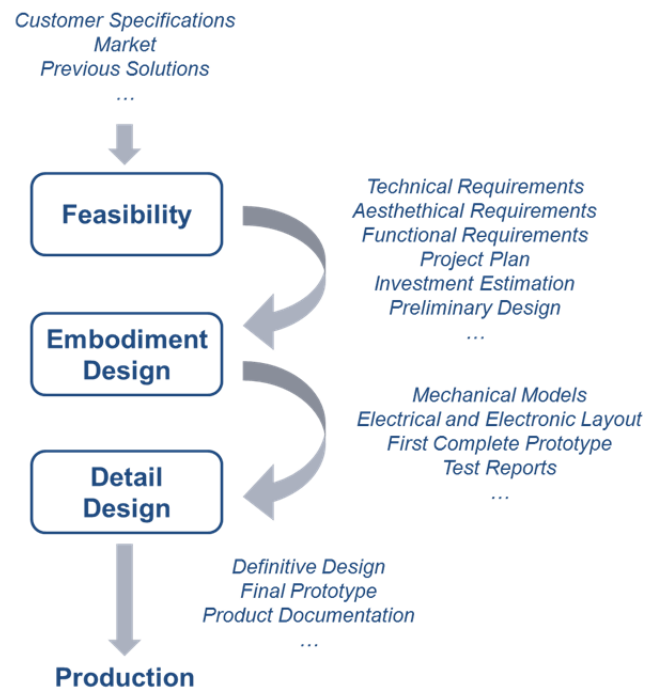 Customer Specifications
Market
Previous Solutions
...
Feasibility
Technical Requirements
Aesthethical Requirements
Functional Requirements
Project Plan
Investment Estimation
Preliminary Design
...
Embodiment
Design
Mechanical Models
Electrical and Electronic Layout
First Complete Prototype
Test Reports
...
Detail
Design
Definitive Design
Final Prototype
Product Documentation
...
Production